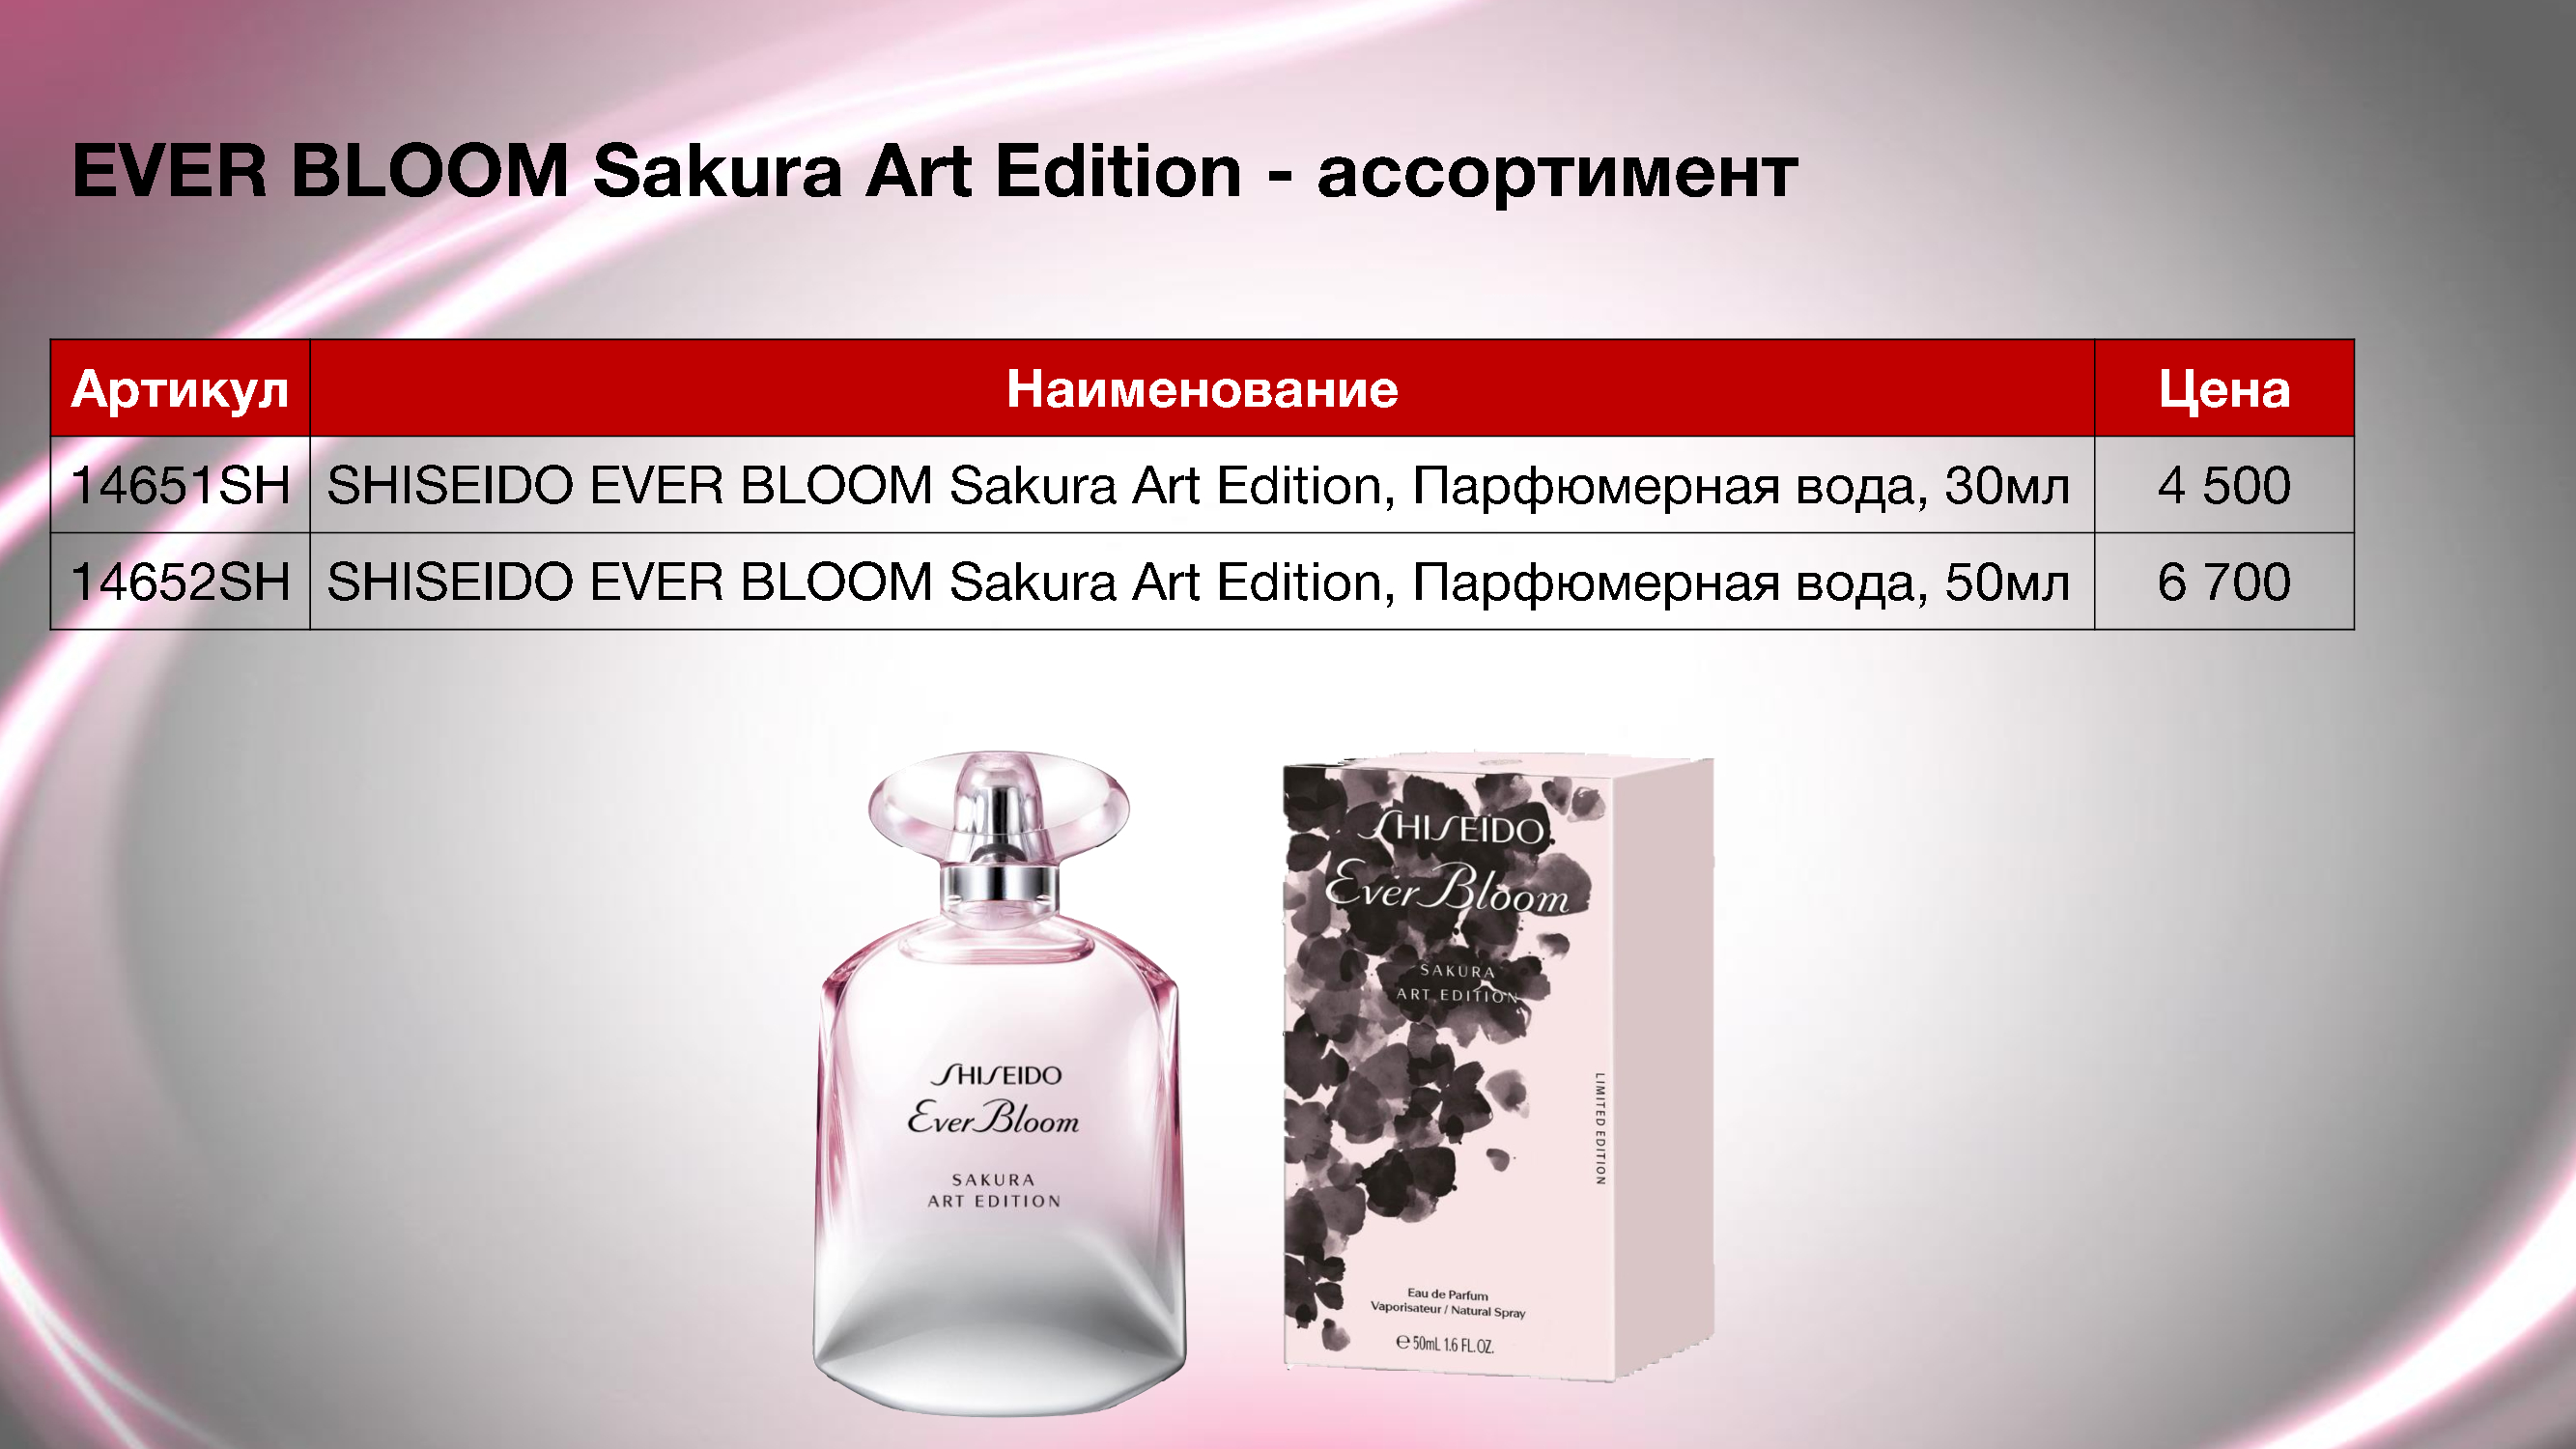 EVER BLOOM Sakura Art Edition - ассортимент
Артикул Наименование Цена
14651SH SHISEIDO EVER BLOOM Sakura Art Edition, Парфюмерная вода, 30мл 4 500
14652SH SHISEIDO EVER BLOOM Sakura Art Edition, Парфюмерная вода, 50мл 6 700
SHISEIDO
Ever Bloom
SAKURA
ART EDITION
SHISEIDO
Ever Bloom
SAKURA
ART EDITION
LIMITED EDITION
Eau de Parfum
Vaporisateur / Natural Spray
℮ 50mL 1.6 FL.OZ.